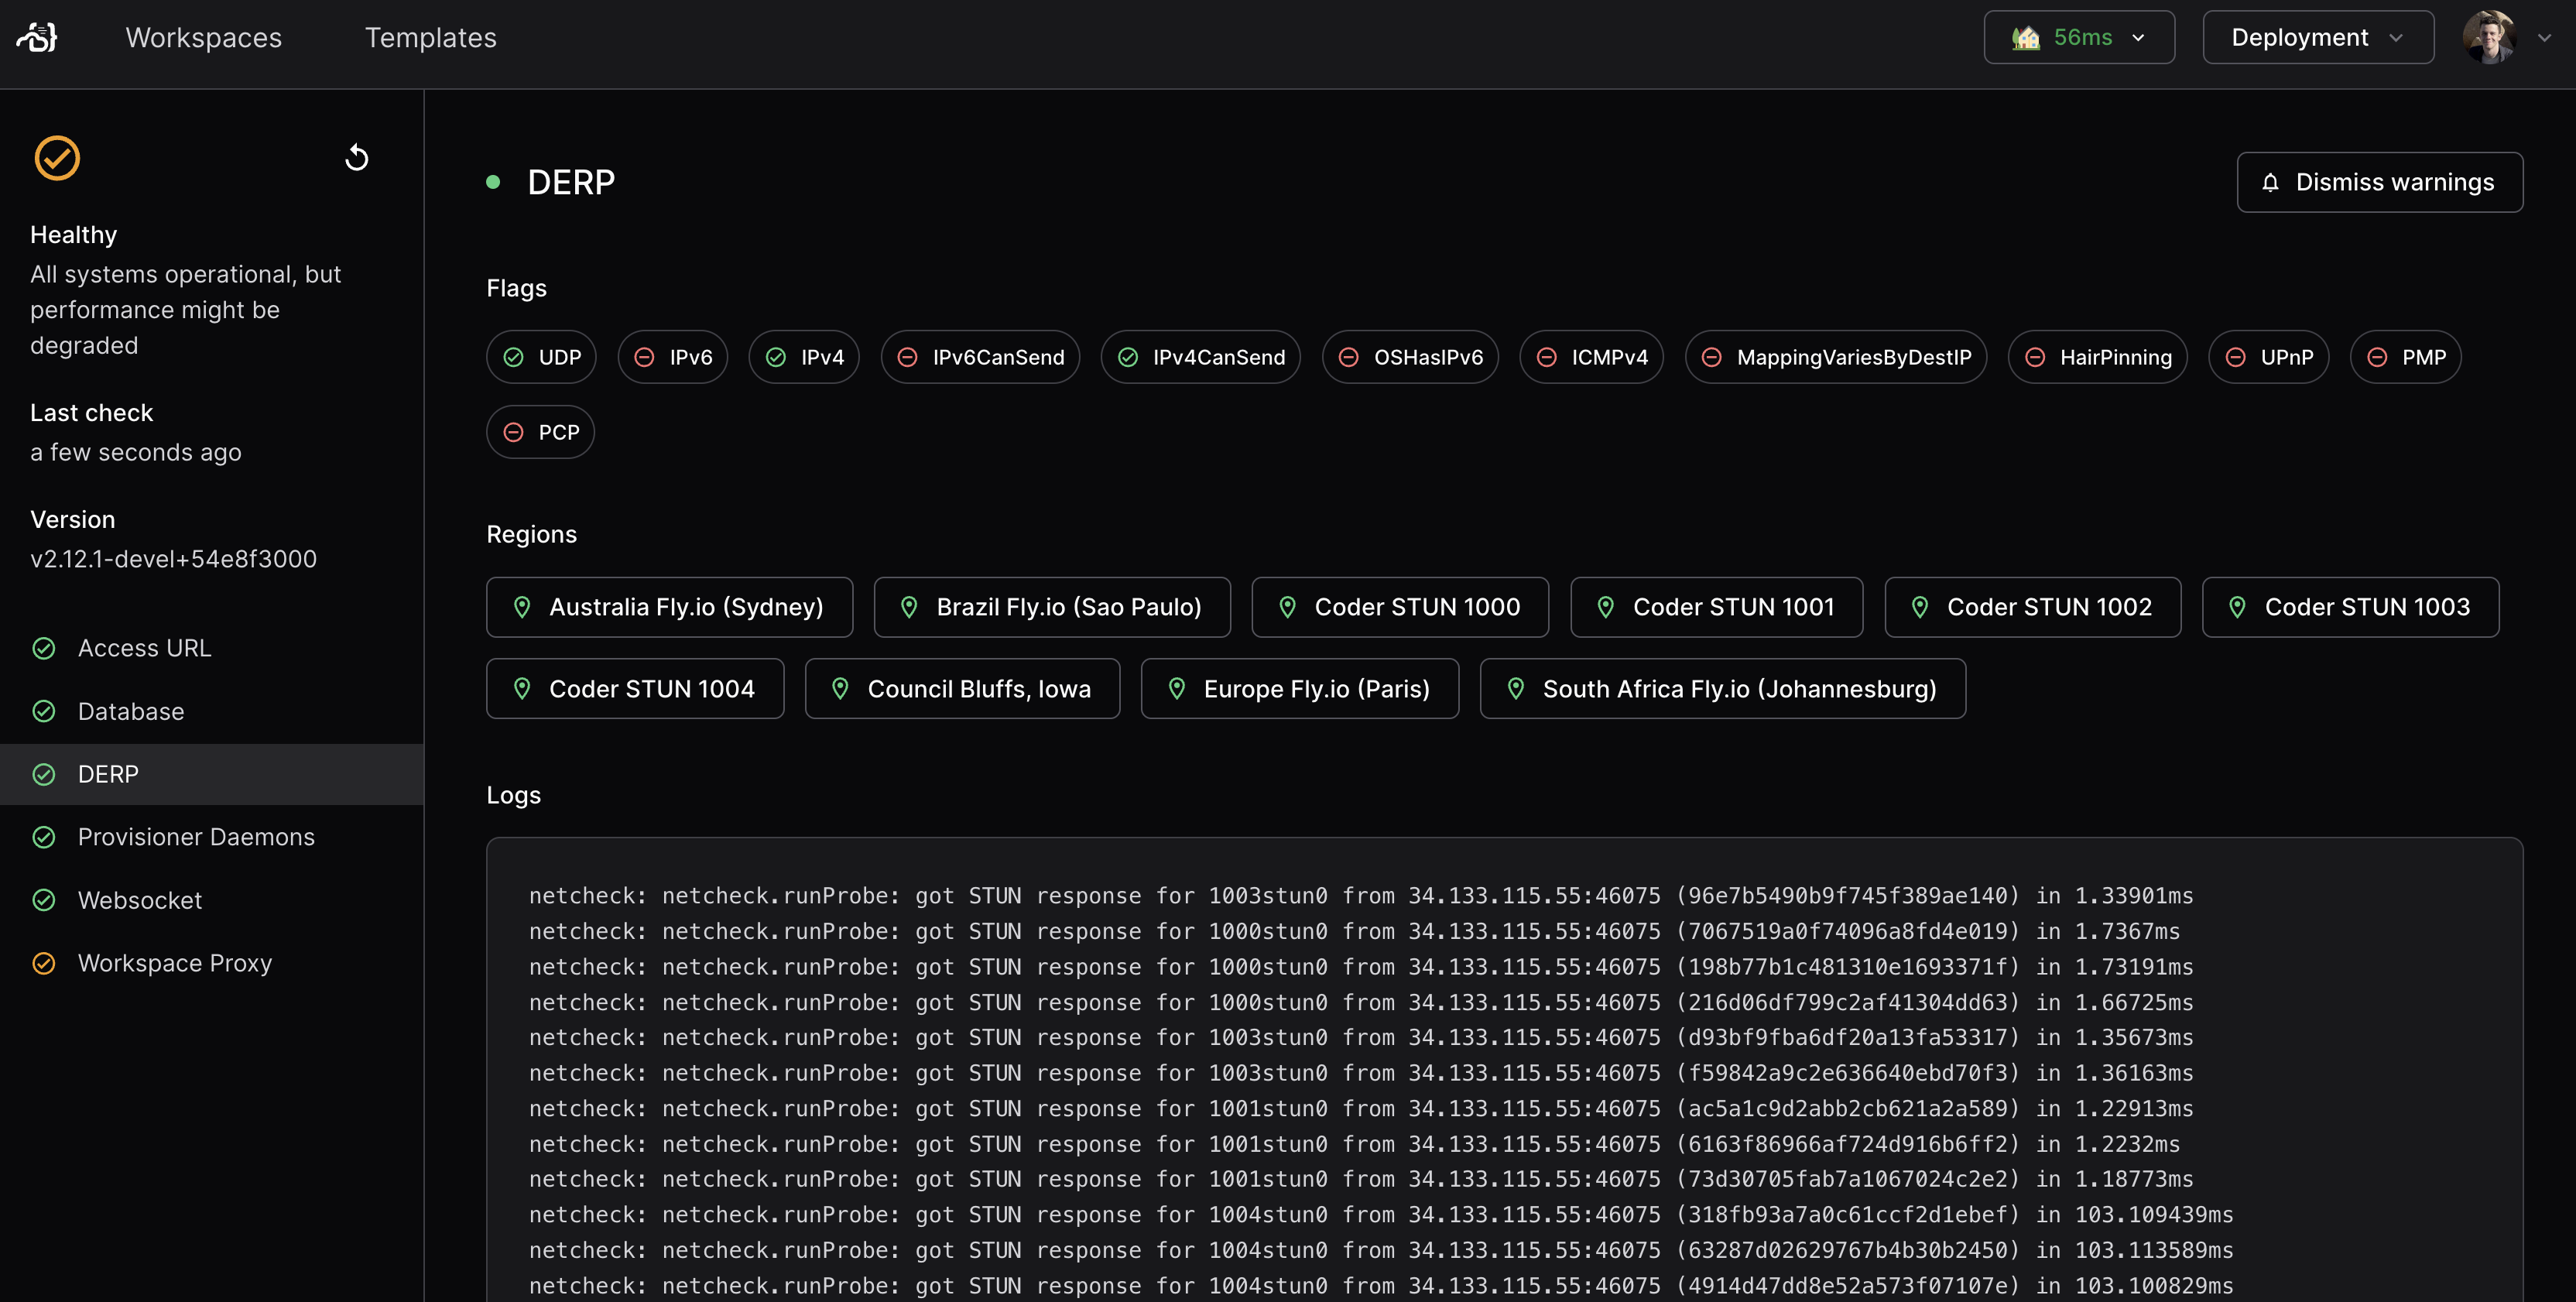 Workspaces
Templates
56ms
Deployment
Healthy
All systems operational, but
performance might be
degraded
Last check
a few seconds ago
Version
v2.12.1-devel+54e8f3000
Access URL
Database
DERP
Provisioner Daemons
Websocket
Workspace Proxy
DERP
Dismiss warnings
Flags
UDP IPv6 IPv4 IPv6CanSend IPv4CanSend OSHasIPv6 ICMPv4 MappingVariesByDestIP HairPinning UPnP PMP
PCP
Regions
Australia Fly.io (Sydney) Brazil Fly.io (Sao Paulo) Coder STUN 1000 Coder STUN 1001 Coder STUN 1002 Coder STUN 1003
Coder STUN 1004 Council Bluffs, Iowa Europe Fly.io (Paris) South Africa Fly.io (Johannesburg)
Logs
netcheck: netcheck.runProbe: got STUN response for 1003stun0 from 34.133.115.55:46075 (96e7b5490b9f745f389ae140) in 1.33901ms
netcheck: netcheck.runProbe: got STUN response for 1000stun0 from 34.133.115.55:46075 (7067519a0f74096a8fd4e019) in 1.7367ms
netcheck: netcheck.runProbe: got STUN response for 1000stun0 from 34.133.115.55:46075 (198b77b1c481310e1693371f) in 1.73191ms
netcheck: netcheck.runProbe: got STUN response for 1000stun0 from 34.133.115.55:46075 (216d06df799c2af41304dd63) in 1.66725ms
netcheck: netcheck.runProbe: got STUN response for 1003stun0 from 34.133.115.55:46075 (d93bf9fba6df20a13fa53317) in 1.35673ms
netcheck: netcheck.runProbe: got STUN response for 1003stun0 from 34.133.115.55:46075 (f59842a9c2e636640ebd70f3) in 1.36163ms
netcheck: netcheck.runProbe: got STUN response for 1001stun0 from 34.133.115.55:46075 (ac5a1c9d2abb2cb621a2a589) in 1.22913ms
netcheck: netcheck.runProbe: got STUN response for 1001stun0 from 34.133.115.55:46075 (6163f86966af724d916b6ff2) in 1.2232ms
netcheck: netcheck.runProbe: got STUN response for 1001stun0 from 34.133.115.55:46075 (73d30705fab7a1067024c2e2) in 1.18773ms
netcheck: netcheck.runProbe: got STUN response for 1004stun0 from 34.133.115.55:46075 (318fb93a7a0c61ccf2d1ebef) in 103.109439ms
netcheck: netcheck.runProbe: got STUN response for 1004stun0 from 34.133.115.55:46075 (63287d02629767b4b30b2450) in 103.113589ms
netcheck: netcheck.runProbe: got STUN response for 1004stun0 from 34.133.115.55:46075 (4914d47dd8e52a573f07107e) in 103.100829ms